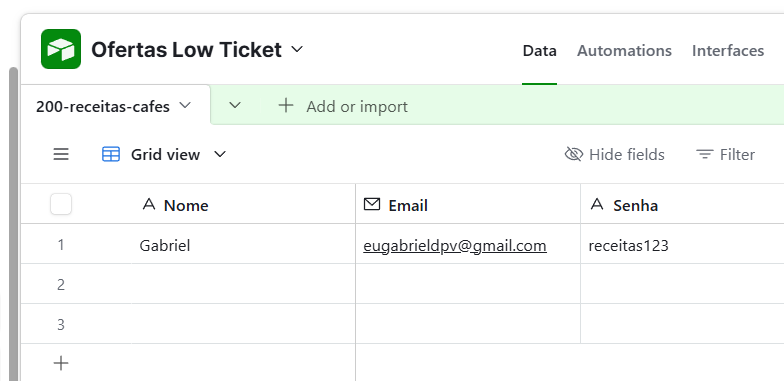 Ofertas Low Ticket
Data Automations Interfaces
200-receitas-cafes
Add or import
Grid view
Hide fields
Filter
Nome Email Senha
1 Gabriel eugabrieldpv@gmail.com receitas123
2
3